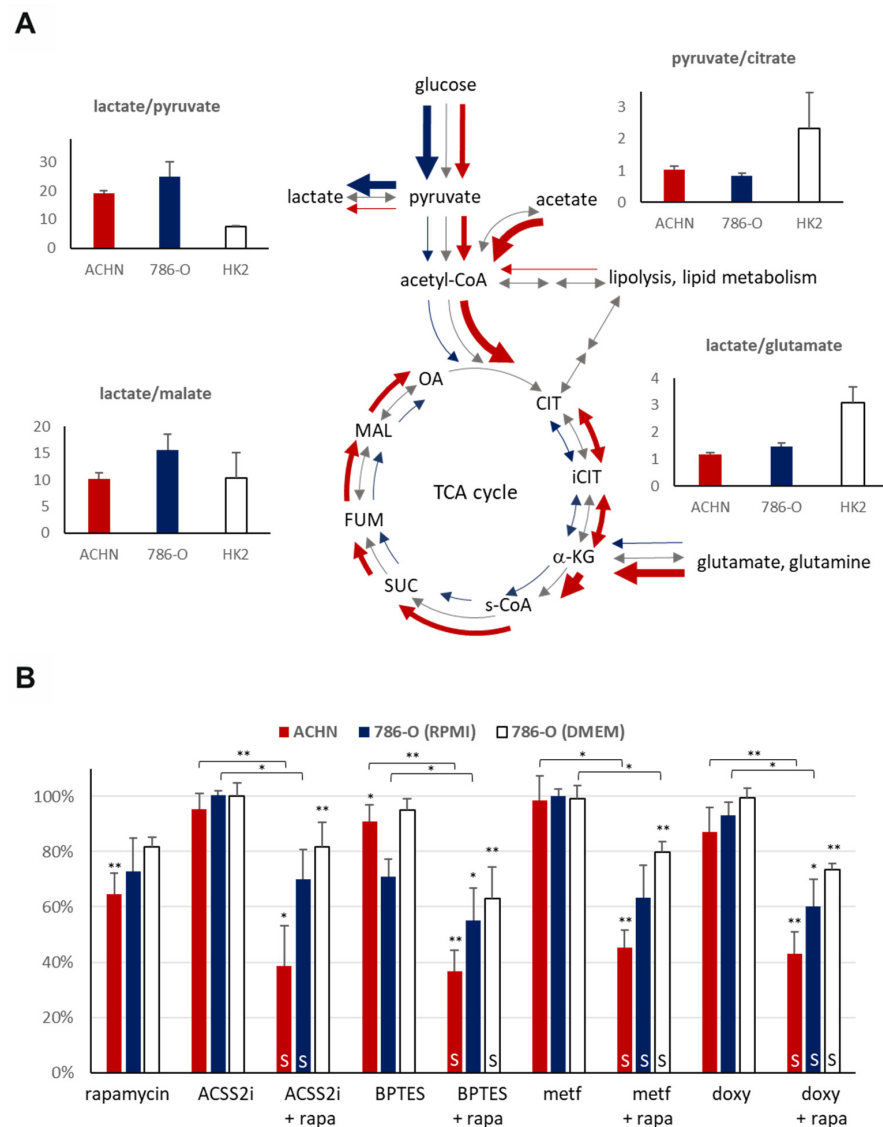 A
lactate/pyruvate
30
20
10
0
ACHN 786-O HK2
glucose
lactate
pyruvate
acetate
acetyl-CoA
lipolysis, lipid metabolism
pyruvate/citrate
3
2
1
0
ACHN 786-O HK2
lactate/malate
20
15
10
5
0
ACHN 786-O HK2
OA
CIT
MAL
iCIT
TCA cycle
FUM
α-KG
SUC
s-CoA
glutamate, glutamine
lactate/glutamate
4
3
2
1
0
ACHN 786-O HK2
B
ACHN 786-O (RPMI) 786-O (DMEM)
** ** * **
* * * *
100%
80%
60%
40%
20%
0%
**
* **
*
** * **
** **
** * **
S S S S S S S S S S
rapamycin ACSS2i ACSS2i + rapa BPTES BPTES + rapa metf metf + rapa doxy doxy + rapa